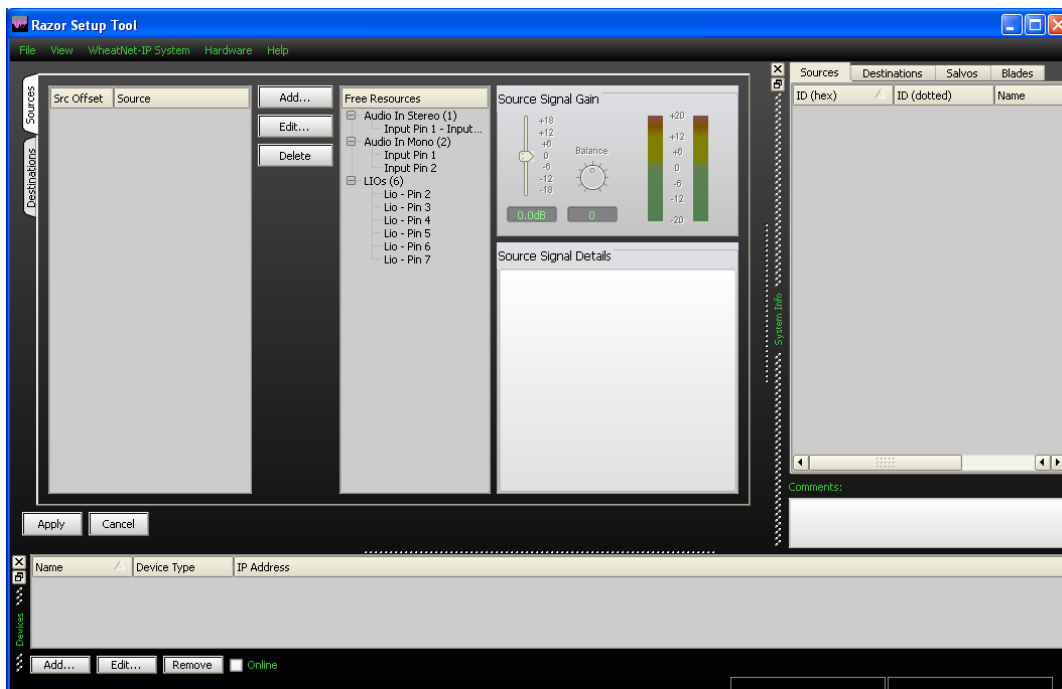 Razor Setup Tool
File View WheatNet-IP System Hardware Help
Sources
Destinations
Src Offset Source
Add...
Edit...
Delete
Free Resources
Audio In Stereo (1)
Input Pin 1 - Input...
Audio In Mono (2)
Input Pin 1
Input Pin 2
LIOs (6)
Lio - Pin 2
Lio - Pin 3
Lio - Pin 4
Lio - Pin 5
Lio - Pin 6
Lio - Pin 7
Source Signal Gain
+18
+12
+6
0
-6
-12
-18
Balance
+20
+12
+6
0
-6
-12
-20
0.0dB 0
Source Signal Details
System Info
Sources Destinations Salvos Blades
ID (hex) ID (dotted) Name
Comments:
Apply Cancel
Devices
Name Device Type IP Address
Add... Edit... Remove Online